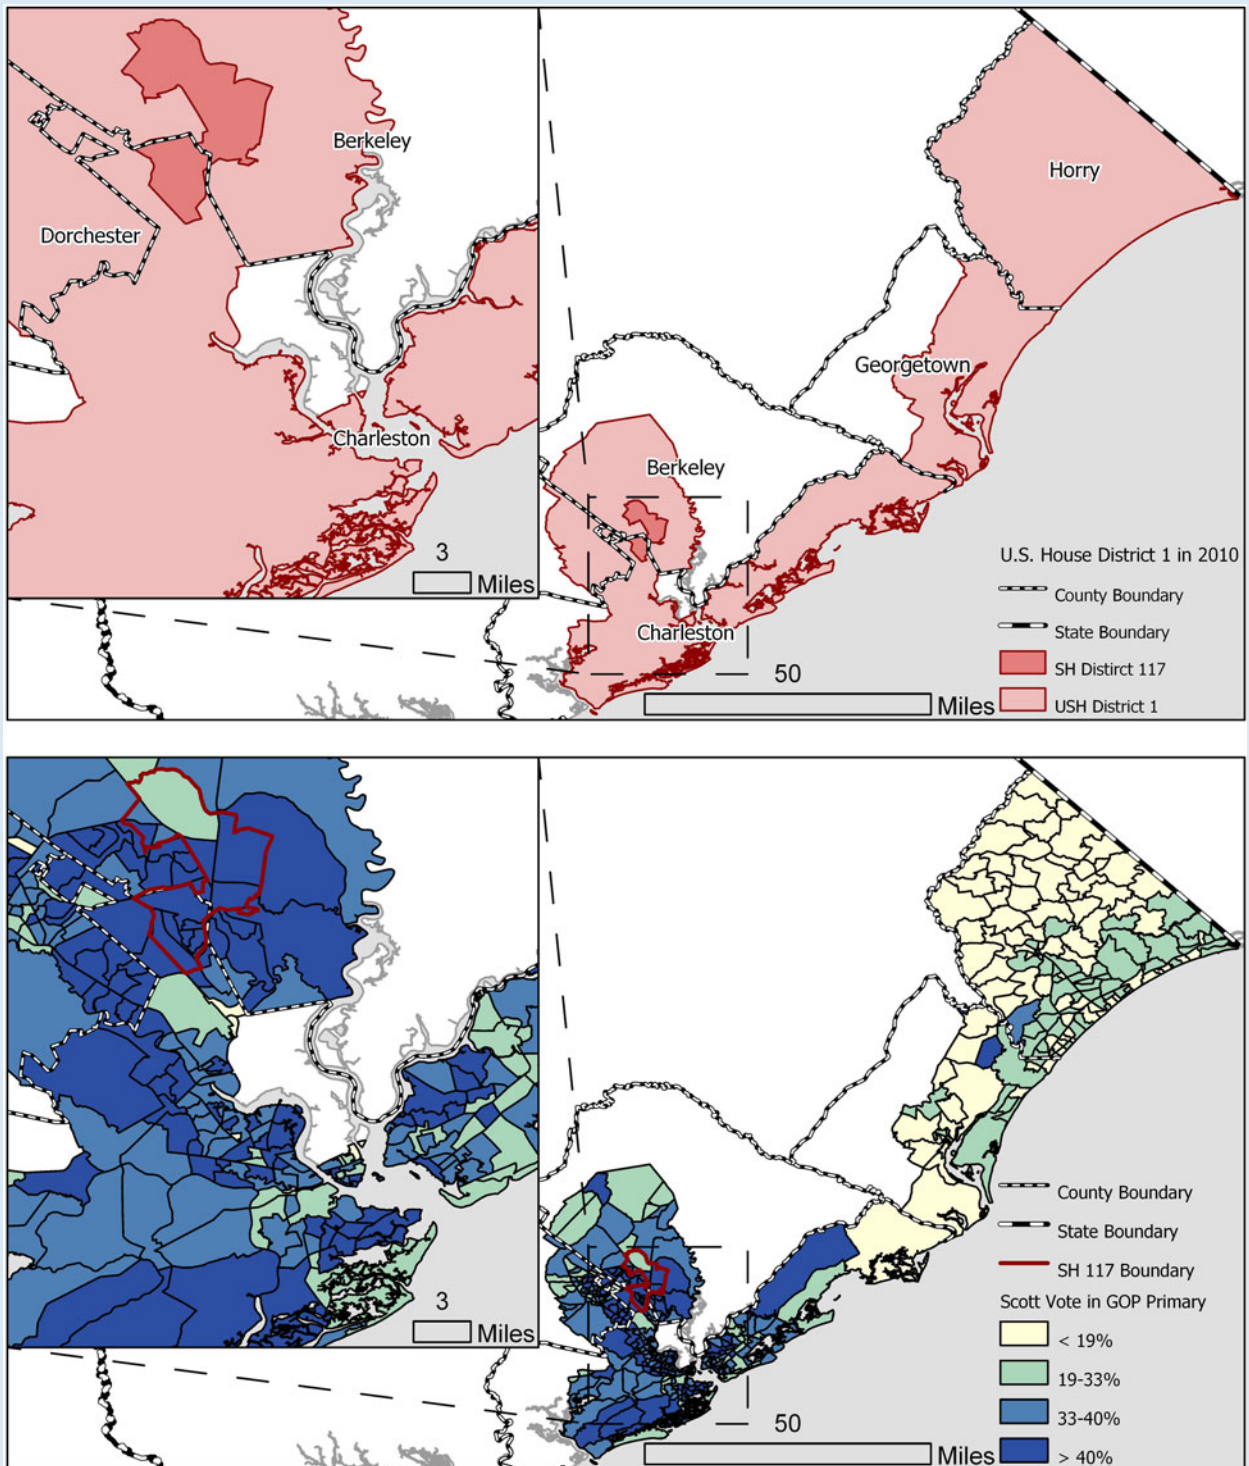 Berkeley
Dorchester
Charleston
3
Miles
Horry
Georgetown
Berkeley
Charleston
50
Miles
U.S. House District 1 in 2010
County Boundary
State Boundary
SH Distirct 117
USH District 1
3
Miles
50
Miles
County Boundary
State Boundary
SH 117 Boundary
Scott Vote in GOP Primary
< 19%
19-33%
33-40%
> 40%